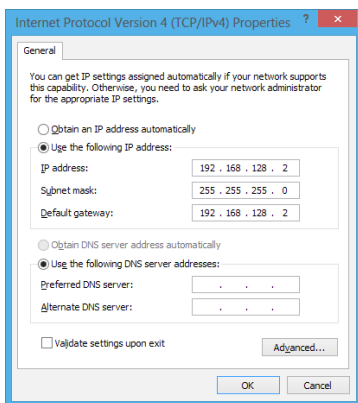 Internet Protocol Version 4 (TCP/IPv4) Properties ? ×
General
You can get IP settings assigned automatically if your network supports
this capability. Otherwise, you need to ask your network administrator
for the appropriate IP settings.
Obtain an IP address automatically
Use the following IP address:
IP address: 192 . 168 . 128 . 2
Subnet mask: 255 . 255 . 255 . 0
Default gateway: 192 . 168 . 128 . 2
Obtain DNS server address automatically
Use the following DNS server addresses:
Preferred DNS server: . . .
Alternate DNS server: . . .
Validate settings upon exit
Advanced...
OK Cancel